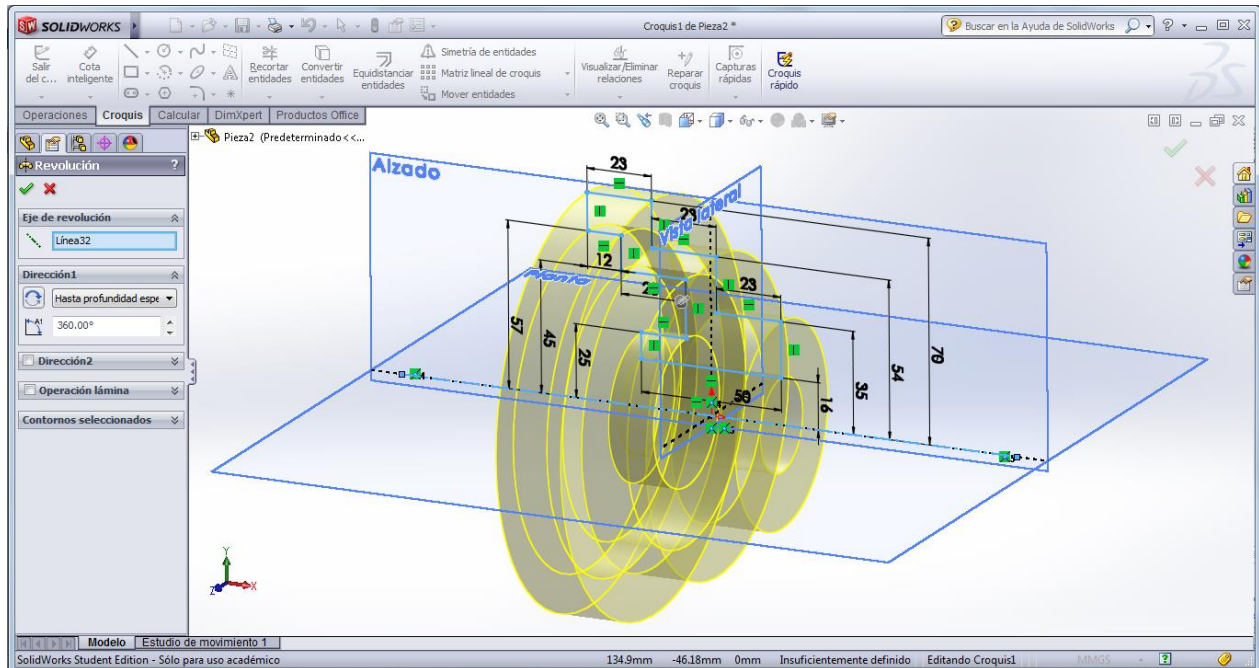 SOLIDWORKS
Croquis1 de Pieza2 *
Buscar en la Ayuda de SolidWorks
Salir del c...
Cota inteligente
Recortar entidades
Convertir entidades
Equidistanciar entidades
Simetría de entidades
Matriz lineal de croquis
Mover entidades
Visualizar/Eliminar relaciones
Reparar croquis
Capturas rápidas
Croquis rápido
Operaciones Croquis Calcular DimXpert Productos Office
Pieza2 (Predeterminado<<...
Revolución ?
Eje de revolución
Línea32
Dirección1
Hasta profundidad espe
360.00°
Dirección2
Operación lámina
Contornos seleccionados
Alzado
Vista lateral
Planta
23
23
12
23
57
45
25
50
16
35
54
70
Y
X
Z
Modelo Estudio de movimiento 1
SolidWorks Student Edition - Sólo para uso académico
134.9mm -46.18mm 0mm Insuficientemente definido Editando Croquis1 MMGS